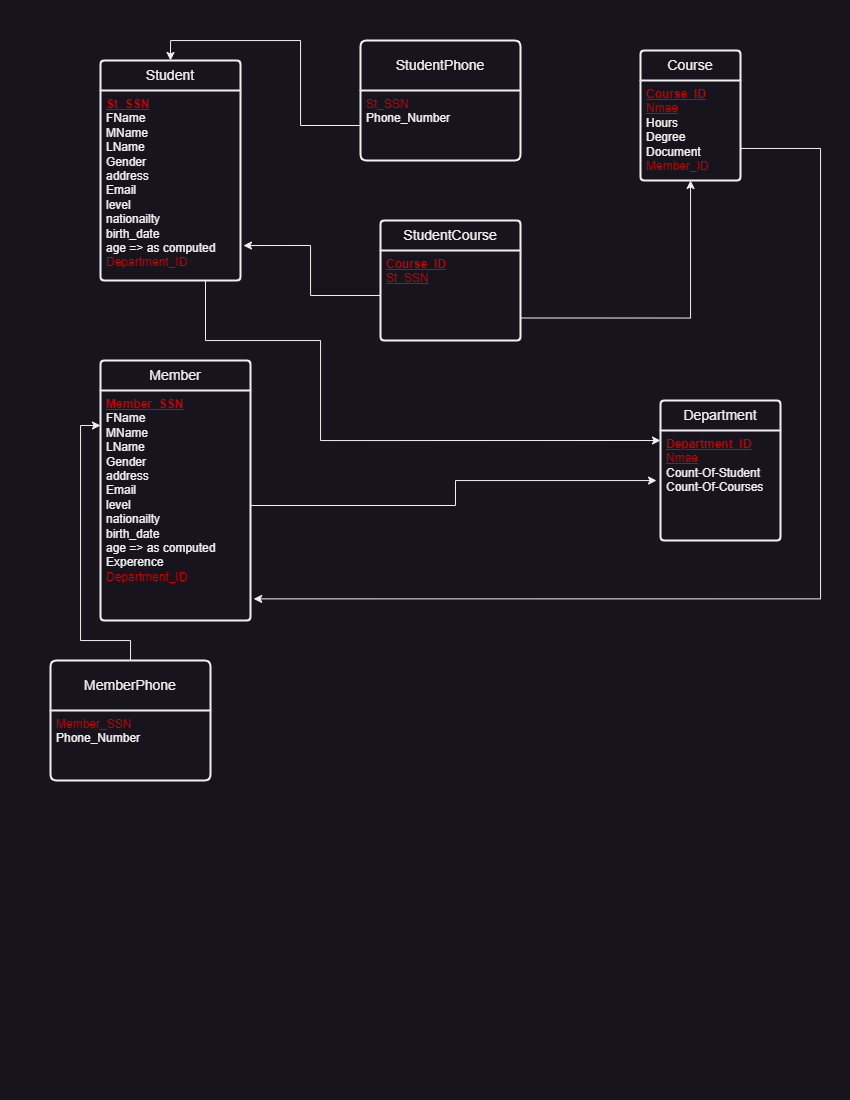 Student
St_SSN
FName
MName
LName
Gender
address
Email
level
nationailty
birth_date
age => as computed
Department_ID
StudentPhone
St_SSN
Phone_Number
Course
Course_ID
Nmae
Hours
Degree
Document
Member_ID
StudentCourse
Course_ID
St_SSN
Member
Member_SSN
FName
MName
LName
Gender
address
Email
level
nationailty
birth_date
age => as computed
Experence
Department_ID
Department
Department_ID
Nmae
Count-Of-Student
Count-Of-Courses
MemberPhone
Member_SSN
Phone_Number